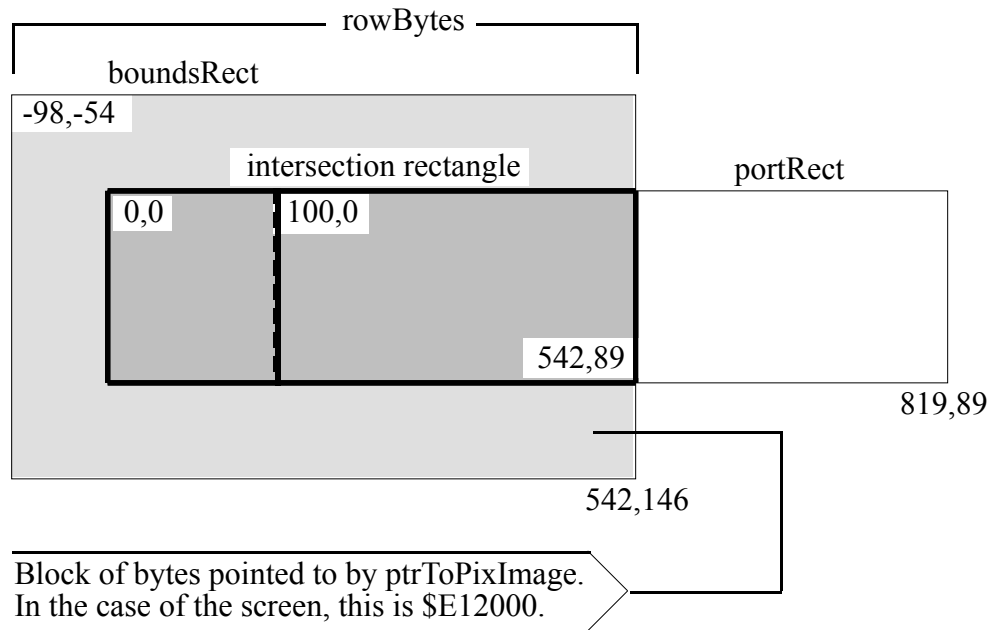 rowBytes
boundsRect
-98,-54
intersection rectangle
portRect
0,0
100,0
542,89
819,89
542,146
Block of bytes pointed to by ptrToPixImage.
In the case of the screen, this is $E12000.